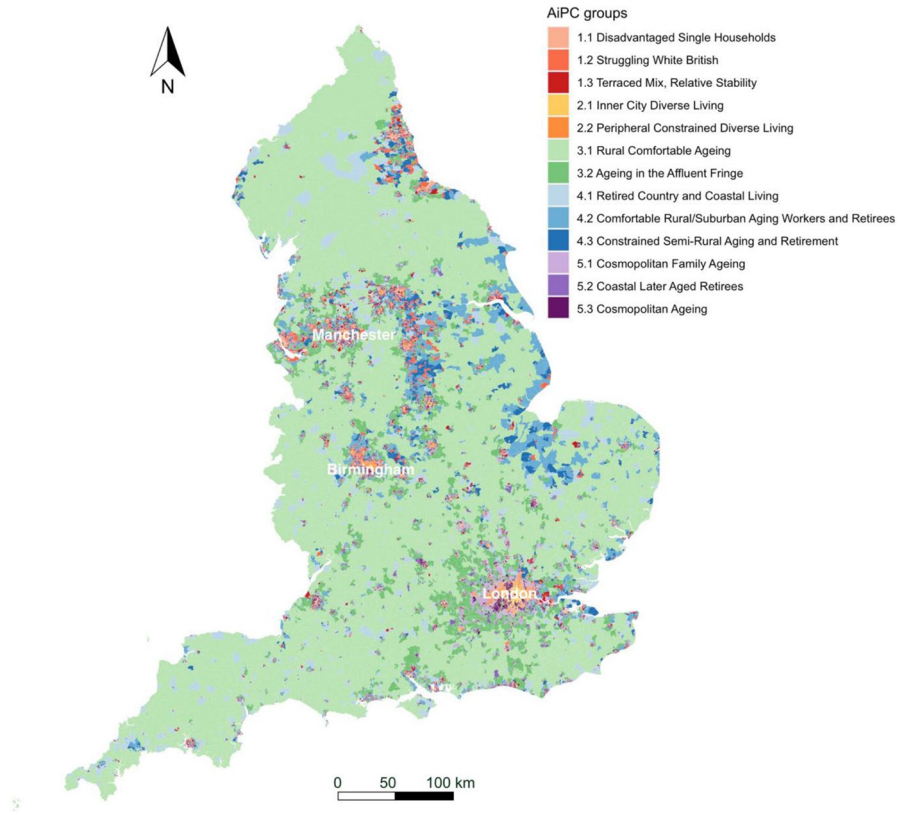 AiPC groups
1.1 Disadvantaged Single Households
1.2 Struggling White British
1.3 Terraced Mix, Relative Stability
2.1 Inner City Diverse Living
2.2 Peripheral Constrained Diverse Living
3.1 Rural Comfortable Ageing
3.2 Ageing in the Affluent Fringe
4.1 Retired Country and Coastal Living
4.2 Comfortable Rural/Suburban Aging Workers and Retirees
4.3 Constrained Semi-Rural Aging and Retirement
5.1 Cosmopolitan Family Ageing
5.2 Coastal Later Aged Retirees
5.3 Cosmopolitan Ageing
N
Manchester
Birmingham
London
0 50 100 km